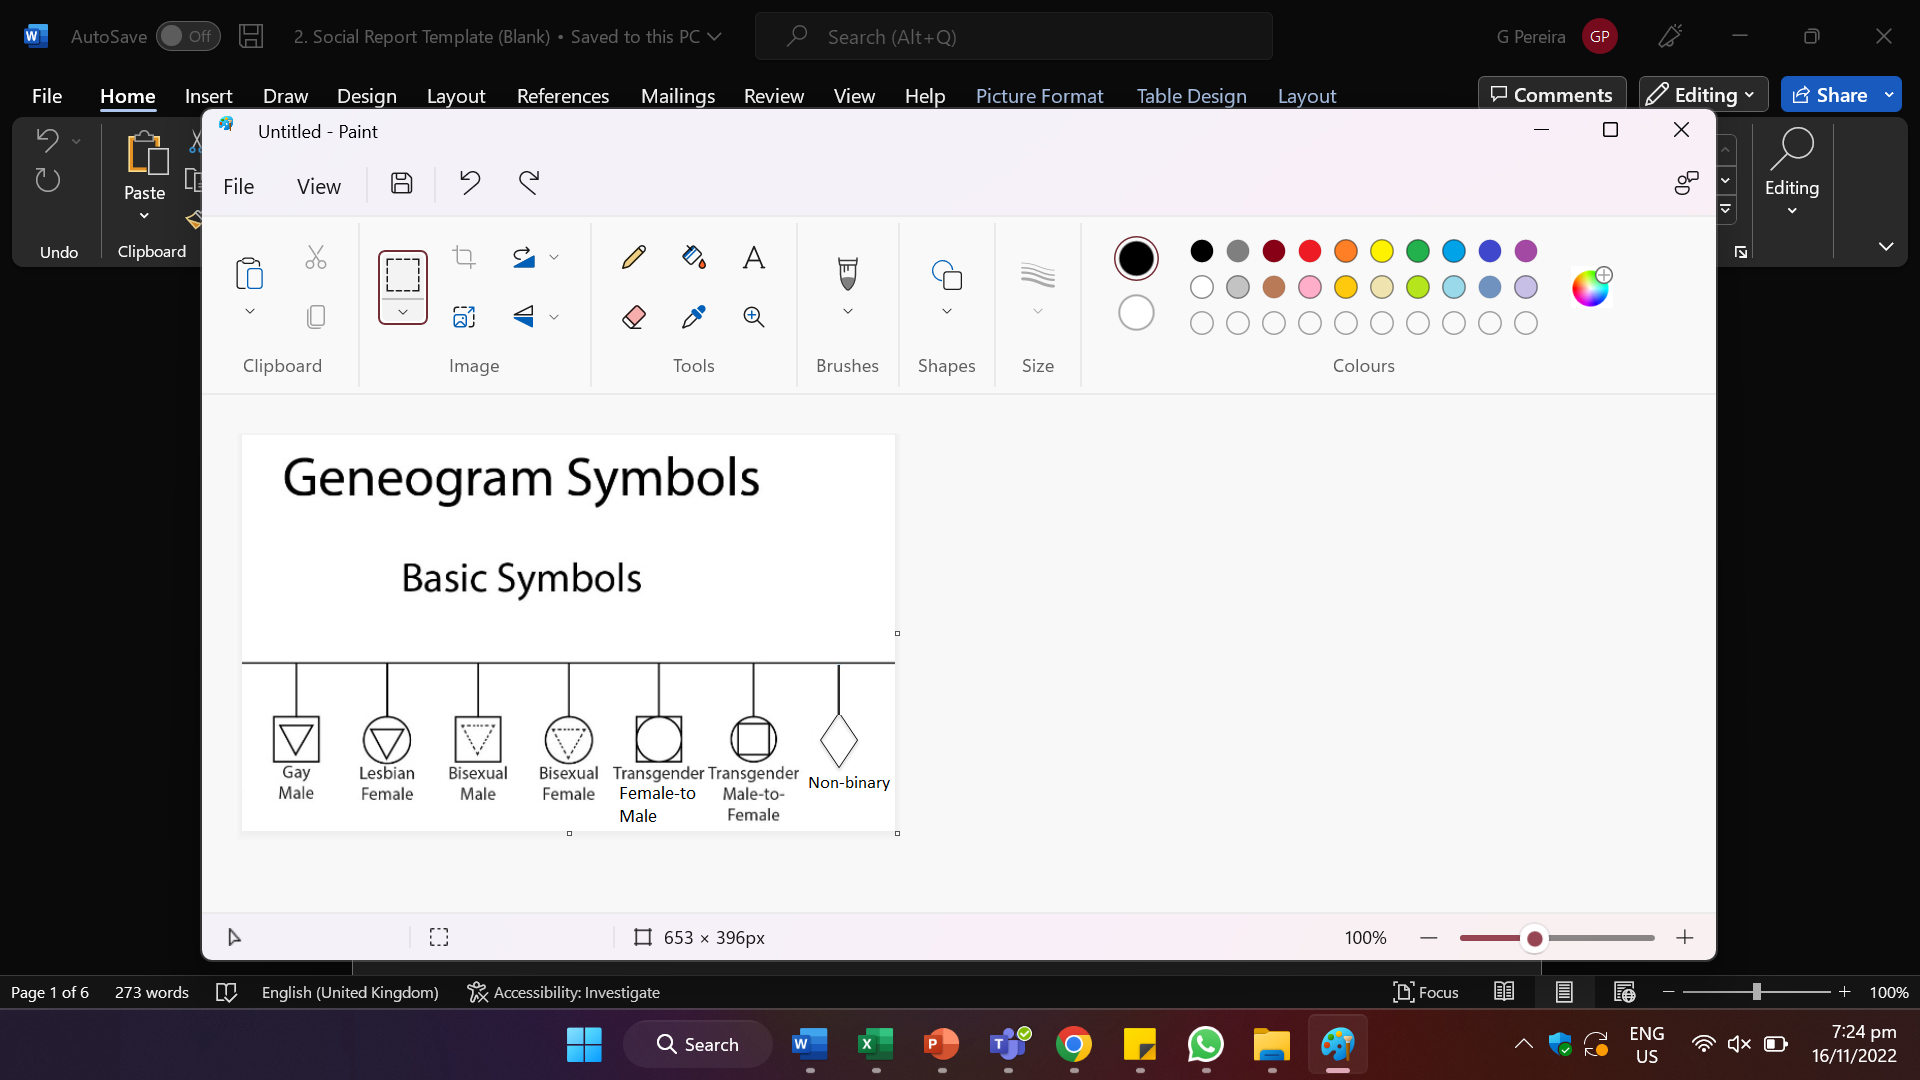 AutoSave Off 2. Social Report Template (Blank) • Saved to this PC Search (Alt+Q) G Pereira GP
File Home Insert Draw Design Layout References Mailings Review View Help Picture Format Table Design Layout Comments Editing Share
Untitled - Paint
File View
Paste
Undo
Clipboard
Editing
Clipboard Image Tools Brushes Shapes Size Colours
Geneogram Symbols
Basic Symbols
Gay Male
Lesbian Female
Bisexual Male
Bisexual Female
Transgender Female-to Male
Transgender Male-to-Female
Non-binary
653 × 396px 100%
Page 1 of 6 273 words English (United Kingdom) Accessibility: Investigate Focus 100%
Search
ENG
US
7:24 pm
16/11/2022